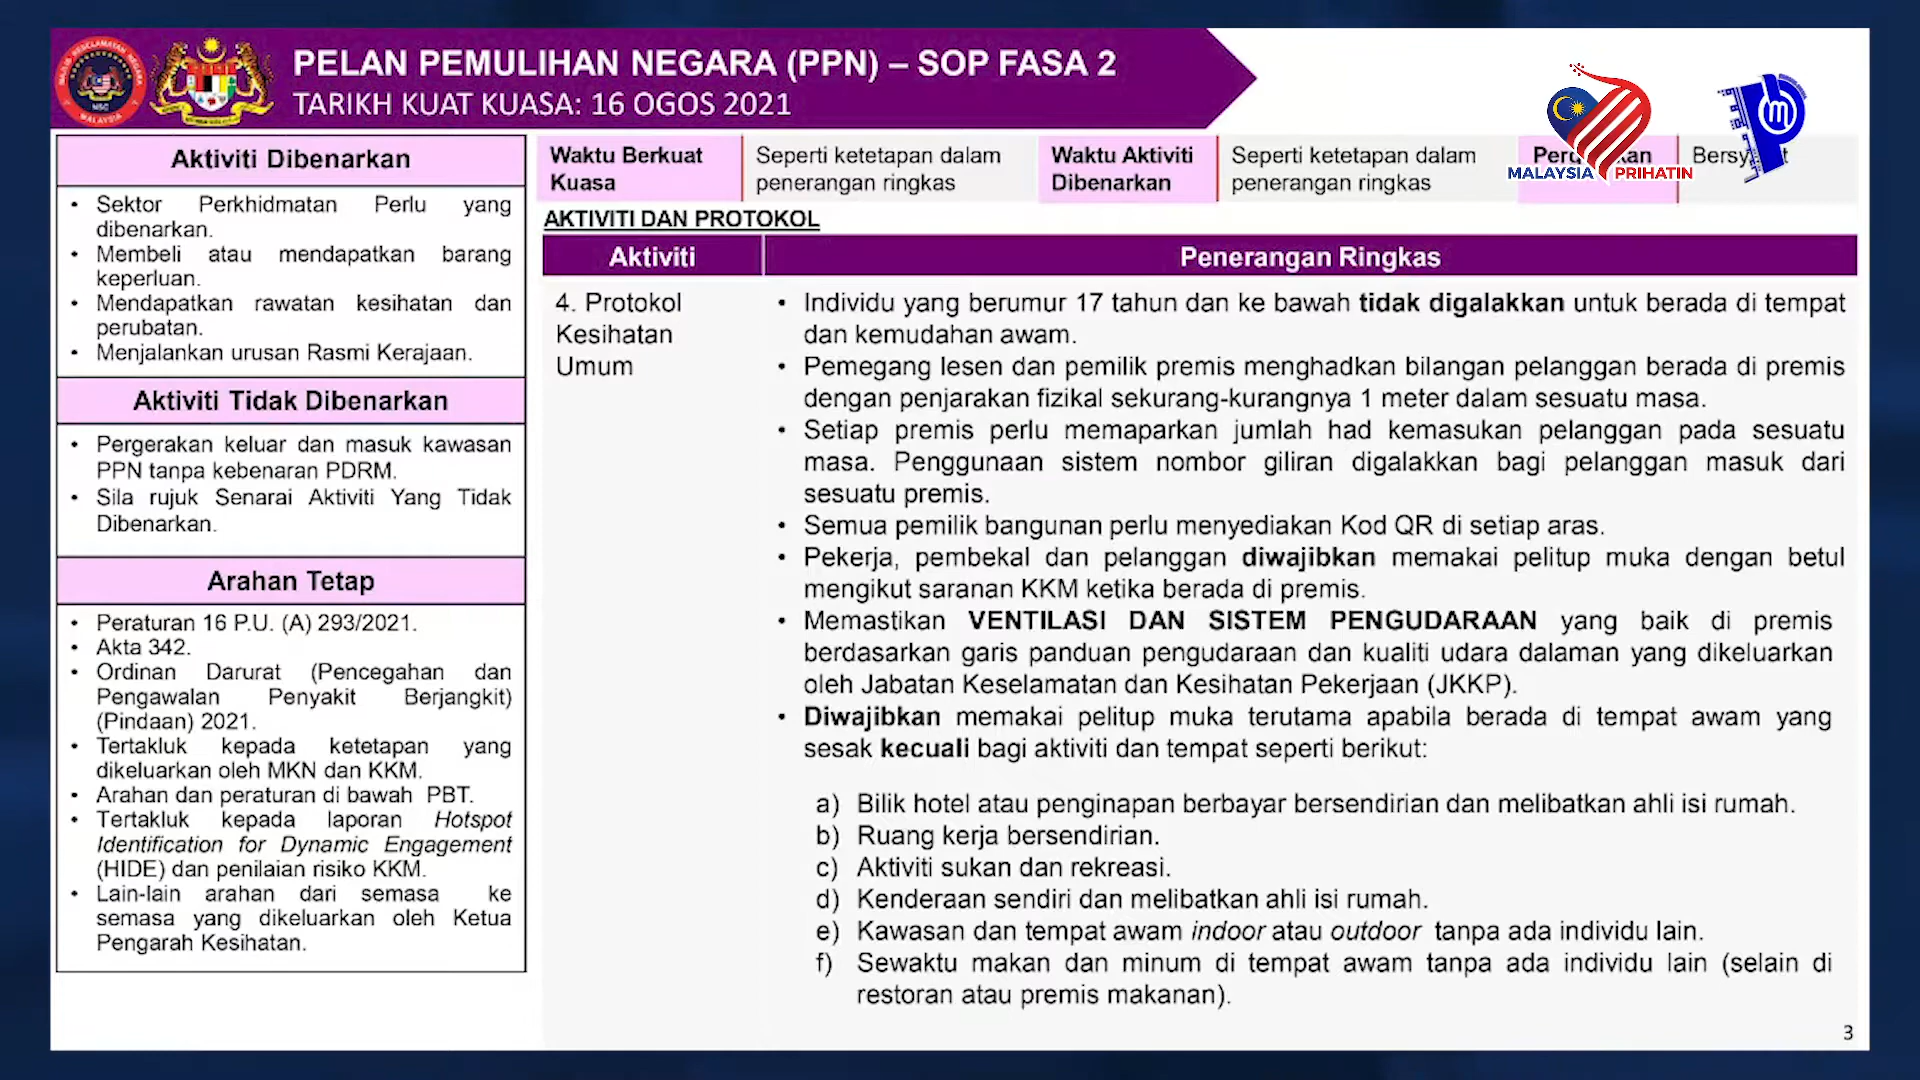 PELAN PEMULIHAN NEGARA (PPN) – SOP FASA 2
TARIKH KUAT KUASA: 16 OGOS 2021
MALAYSIA PRIHATIN
Aktiviti Dibenarkan
• Sektor Perkhidmatan Perlu yang
dibenarkan.
• Membeli atau mendapatkan barang
keperluan.
• Mendapatkan rawatan kesihatan dan
perubatan.
• Menjalankan urusan Rasmi Kerajaan.
Aktiviti Tidak Dibenarkan
• Pergerakan keluar dan masuk kawasan
PPN tanpa kebenaran PDRM.
• Sila rujuk Senarai Aktiviti Yang Tidak
Dibenarkan.
Arahan Tetap
• Peraturan 16 P.U. (A) 293/2021.
• Akta 342.
• Ordinan Darurat (Pencegahan dan
Pengawalan Penyakit Berjangkit)
(Pindaan) 2021.
• Tertakluk kepada ketetapan yang
dikeluarkan oleh MKN dan KKM.
• Arahan dan peraturan di bawah PBT.
• Tertakluk kepada laporan Hotspot
Identification for Dynamic Engagement
(HIDE) dan penilaian risiko KKM.
• Lain-lain arahan dari semasa ke
semasa yang dikeluarkan oleh Ketua
Pengarah Kesihatan.
Waktu Berkuat
Kuasa
Seperti ketetapan dalam
penerangan ringkas
Waktu Aktiviti
Dibenarkan
Seperti ketetapan dalam
penerangan ringkas
AKTIVITI DAN PROTOKOL
Aktiviti
Penerangan Ringkas
4. Protokol
Kesihatan
Umum
• Individu yang berumur 17 tahun dan ke bawah tidak digalakkan untuk berada di tempat
dan kemudahan awam.
• Pemegang lesen dan pemilik premis menghadkan bilangan pelanggan berada di premis
dengan penjarakan fizikal sekurang-kurangnya 1 meter dalam sesuatu masa.
• Setiap premis perlu memaparkan jumlah had kemasukan pelanggan pada sesuatu
masa. Penggunaan sistem nombor giliran digalakkan bagi pelanggan masuk dari
sesuatu premis.
• Semua pemilik bangunan perlu menyediakan Kod QR di setiap aras.
• Pekerja, pembekal dan pelanggan diwajibkan memakai pelitup muka dengan betul
mengikut saranan KKM ketika berada di premis.
• Memastikan VENTILASI DAN SISTEM PENGUDARAAN yang baik di premis
berdasarkan garis panduan pengudaraan dan kualiti udara dalaman yang dikeluarkan
oleh Jabatan Keselamatan dan Kesihatan Pekerjaan (JKKP).
• Diwajibkan memakai pelitup muka terutama apabila berada di tempat awam yang
sesak kecuali bagi aktiviti dan tempat seperti berikut:
a) Bilik hotel atau penginapan berbayar bersendirian dan melibatkan ahli isi rumah.
b) Ruang kerja bersendirian.
c) Aktiviti sukan dan rekreasi.
d) Kenderaan sendiri dan melibatkan ahli isi rumah.
e) Kawasan dan tempat awam indoor atau outdoor tanpa ada individu lain.
f) Sewaktu makan dan minum di tempat awam tanpa ada individu lain (selain di
restoran atau premis makanan).
3